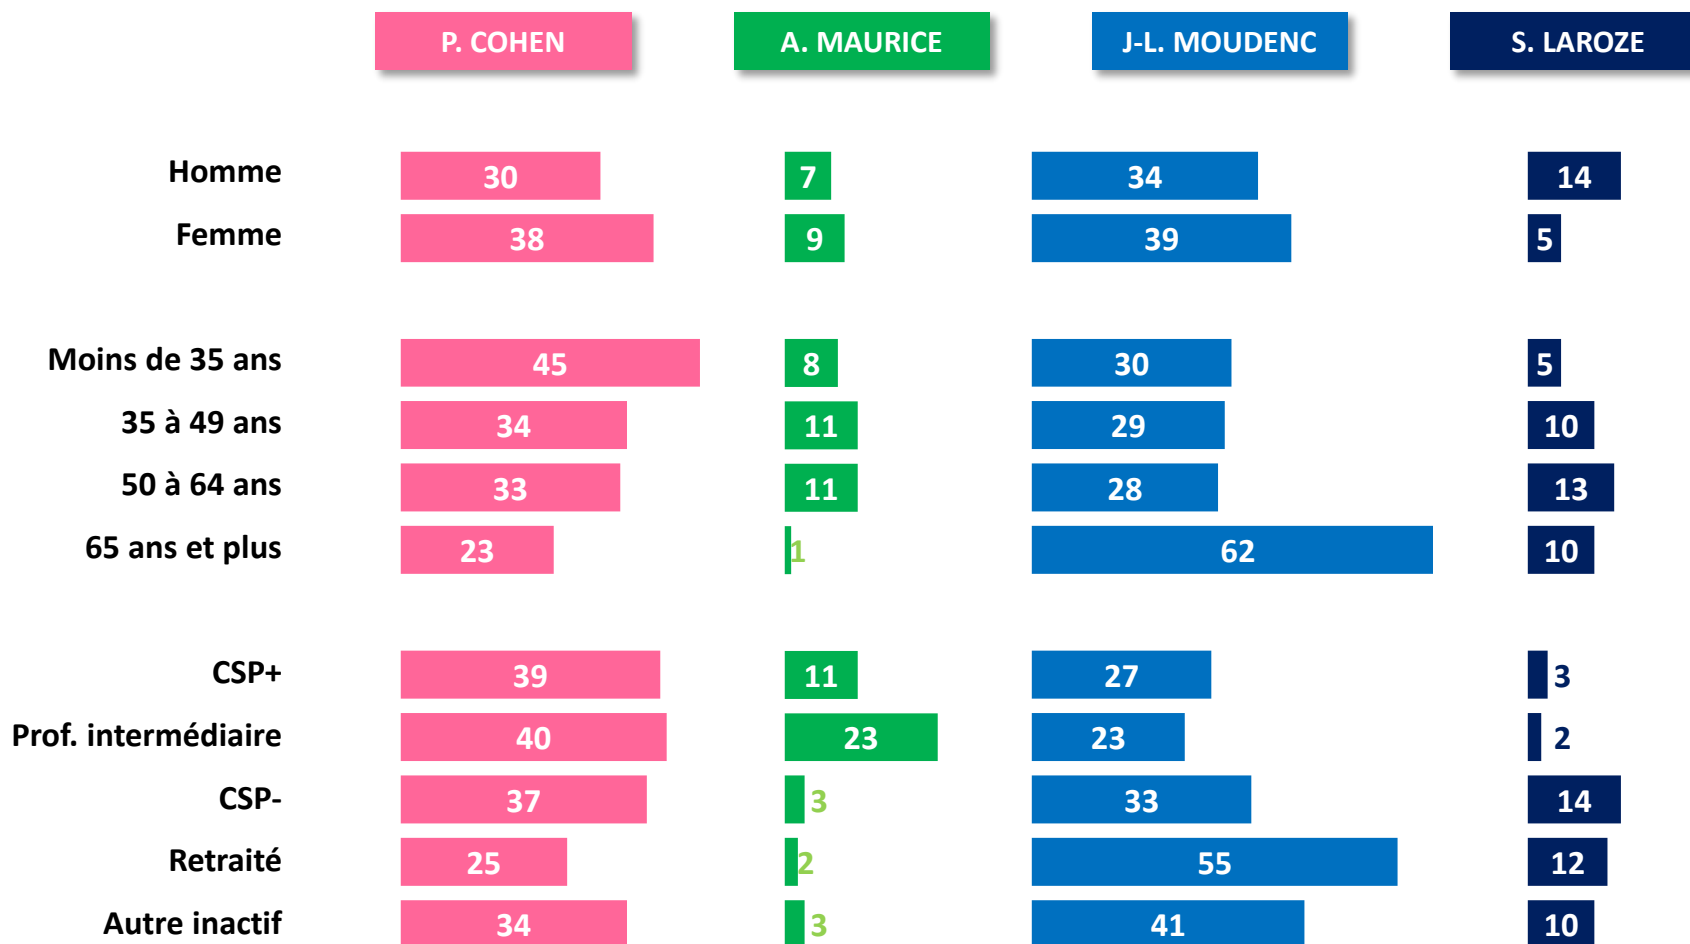 P. COHEN A. MAURICE J-L. MOUDENC S. LAROZE
Homme 30 7 34 14
Femme 38 9 39 5
Moins de 35 ans 45 8 30 5
35 à 49 ans 34 11 29 10
50 à 64 ans 33 11 28 13
65 ans et plus 23 1 62 10
CSP+ 39 11 27 3
Prof. intermédiaire 40 23 23 2
CSP- 37 3 33 14
Retraité 25 2 55 12
Autre inactif 34 3 41 10